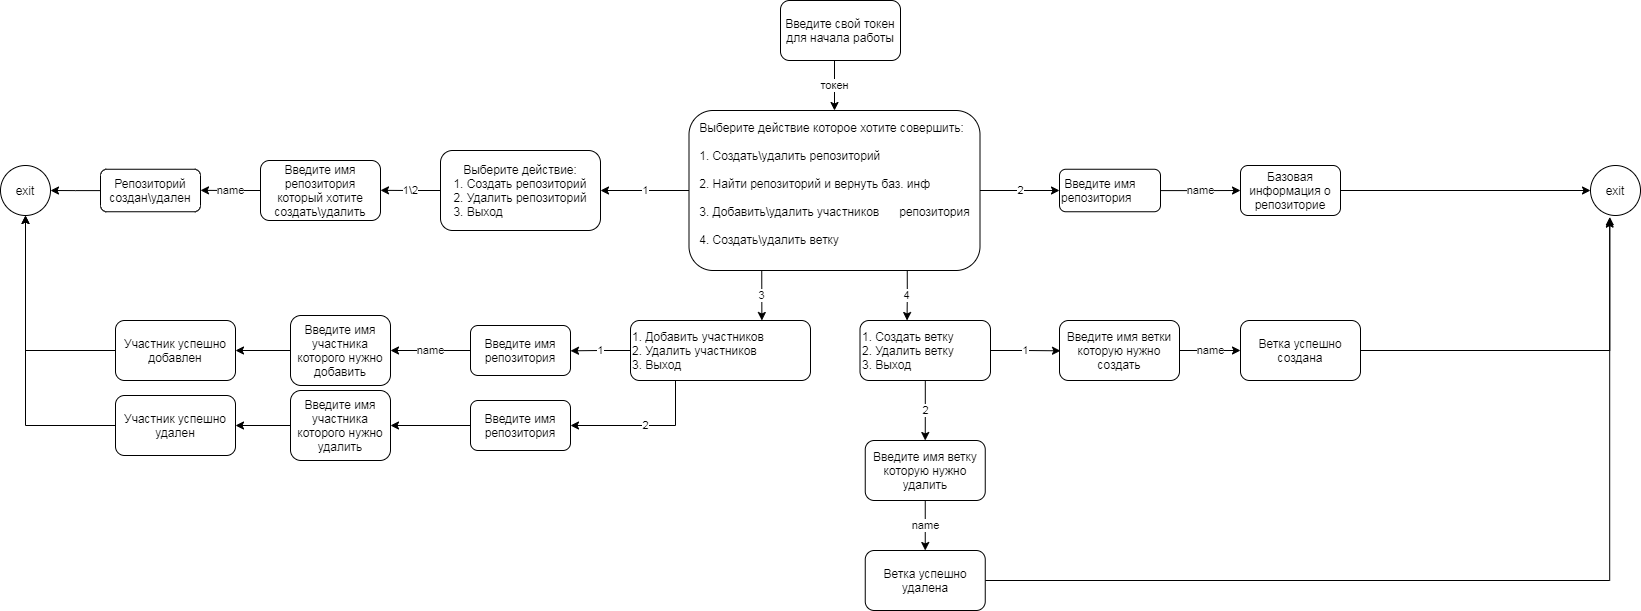 Введите свой токен
для начала работы
токен
Выберите действие которое хотите совершить:
1. Создать\удалить репозиторий
2. Найти репозиторий и вернуть баз. инф
3. Добавить\удалить участников репозитория
4. Создать\удалить ветку
exit
Репозиторий
создан\удален
name
Введите имя
репозитория
который хотите
создать\удалить
1\2
Выберите действие:
1. Создать репозиторий
2. Удалить репозиторий
3. Выход
1
2
Введите имя
репозитория
name
Базовая
информация о
репозиторие
exit
3
4
Участник успешно
добавлен
Введите имя
участника
которого нужно
добавить
name
Введите имя
репозитория
1
1. Добавить участников
2. Удалить участников
3. Выход
1. Создать ветку
2. Удалить ветку
3. Выход
1
Введите имя ветки
которую нужно
создать
name
Ветка успешно
создана
Участник успешно
удален
Введите имя
участника
которого нужно
удалить
Введите имя
репозитория
2
2
Введите имя ветку
которую нужно
удалить
name
Ветка успешно
удалена